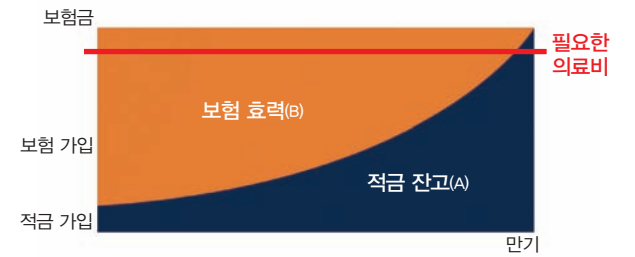 보험금
필요한
의료비
보험 효력(B)
보험 가입
적금 잔고(A)
적금 가입
만기